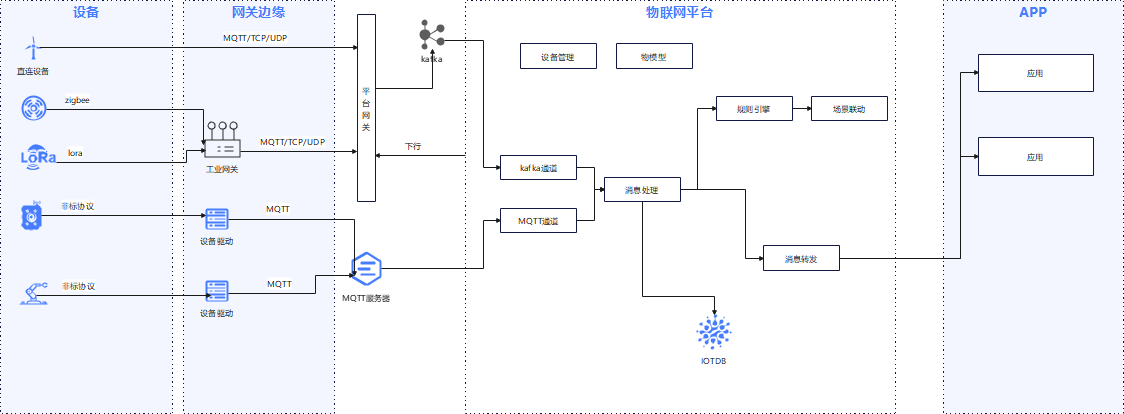 设备
网关边缘
物联网平台
APP
直连设备
MQTT/TCP/UDP
kafka
设备管理
物模型
应用
zigbee
平台网关
规则引擎
场景联动
LoRa
lora
工业网关
MQTT/TCP/UDP
下行
kafka通道
应用
消息处理
非标协议
设备驱动
MQTT
MQTT通道
消息转发
非标协议
设备驱动
MQTT
MQTT服务器
IOTDB